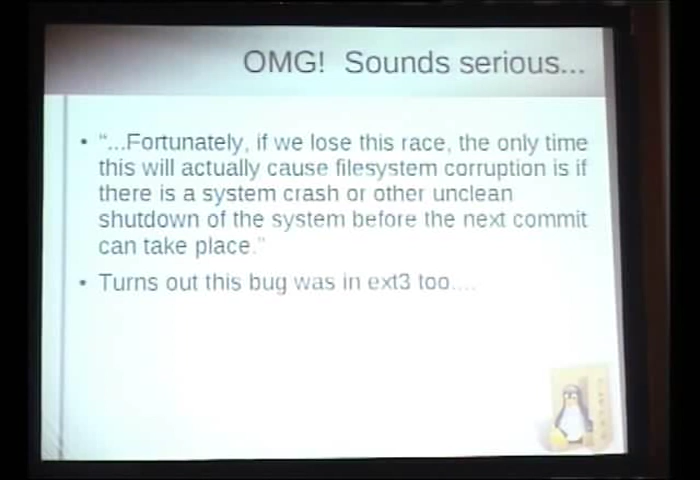 OMG! Sounds serious...
• "...Fortunately, if we lose this race, the only time
this will actually cause filesystem corruption is if
there is a system crash or other unclean
shutdown of the system before the next commit
can take place."
• Turns out this bug was in ext3 too....